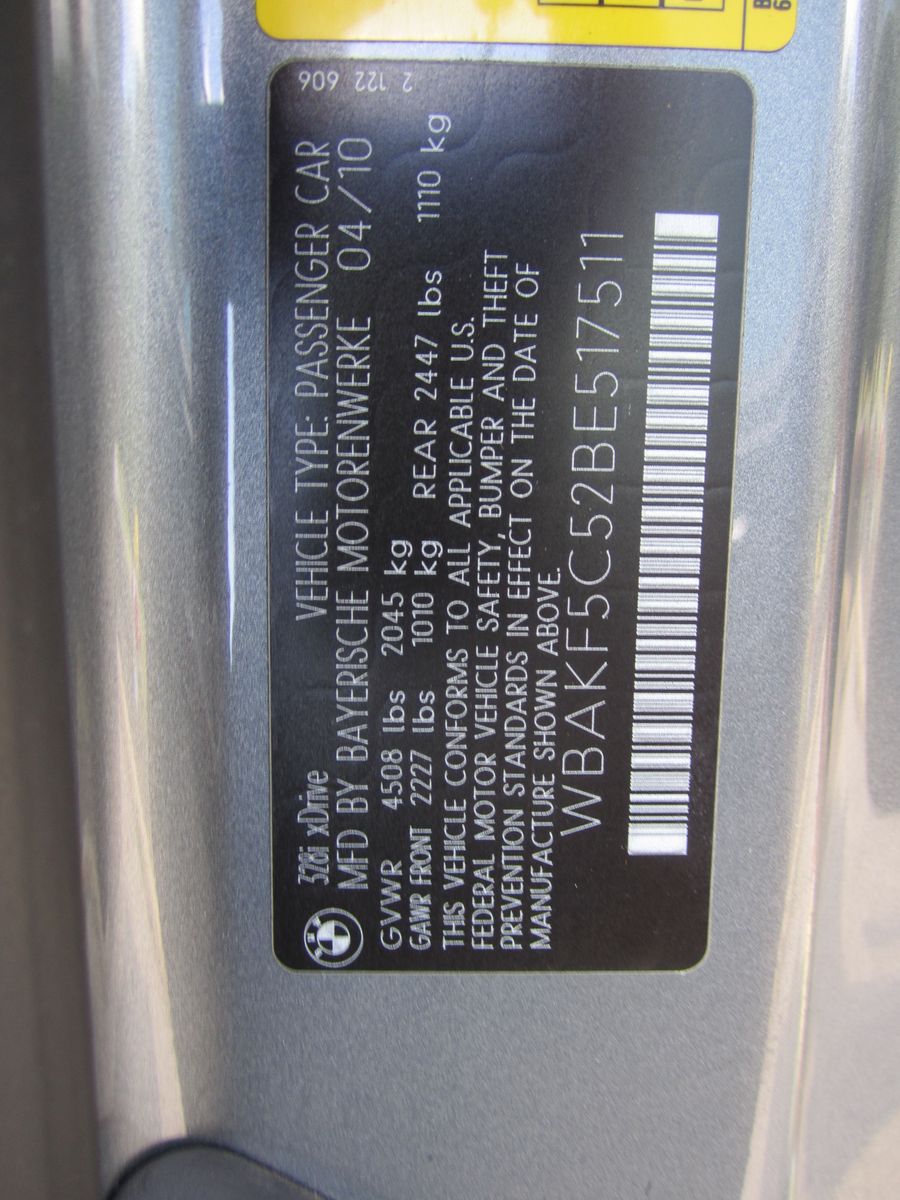 328i xDrive VEHICLE TYPE: PASSENGER CAR
MFD BY BAYERISCHE MOTORENWERKE 04/10
GVWR 4508 lbs 2045 kg
GAWR FRONT 2227 lbs 1010 kg REAR 2447 lbs 1110 kg
THIS VEHICLE CONFORMS TO ALL APPLICABLE U.S.
FEDERAL MOTOR VEHICLE SAFETY, BUMPER AND THEFT
PREVENTION STANDARDS IN EFFECT ON THE DATE OF
MANUFACTURE SHOWN ABOVE.
WBAKF5C52BE517511
2 122 606
BMW